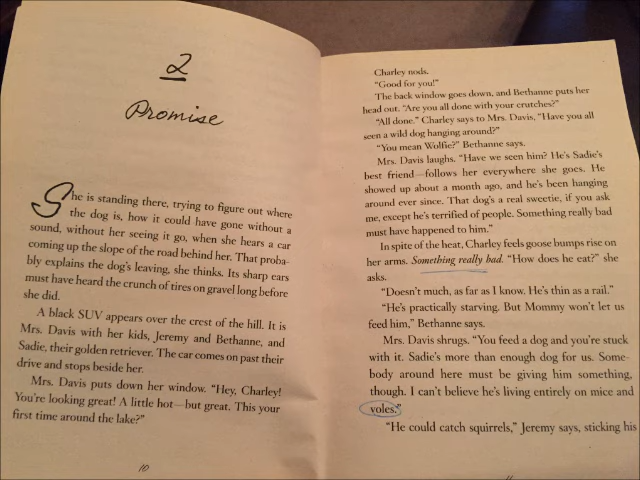 2
Promise
She is standing there, trying to figure out where
the dog is, how it could have gone without a
sound, without her seeing it go, when she hears a car
coming up the slope of the road behind her. That proba-
bly explains the dog's leaving, she thinks. Its sharp ears
must have heard the crunch of tires on gravel long before
she did.
A black SUV appears over the crest of the hill. It is
Mrs. Davis with her kids, Jeremy and Bethanne, and
Sadie, their golden retriever. The car comes on past their
drive and stops beside her.
Mrs. Davis puts down her window. "Hey, Charley!
You're looking great! A little hot—but great. This your
first time around the lake?"
10
Charley nods.
"Good for you!"
The back window goes down, and Bethanne puts her
head out. "Are you all done with your crutches?"
"All done." Charley says to Mrs. Davis, "Have you all
seen a wild dog hanging around?"
"You mean Wolfie?" Bethanne says.
Mrs. Davis laughs. "Have we seen him? He's Sadie's
best friend—follows her everywhere she goes. He
showed up about a month ago, and he's been hanging
around ever since. That dog's a real sweetie, if you ask
me, except he's terrified of people. Something really bad
must have happened to him."
In spite of the heat, Charley feels goose bumps rise on
her arms. Something really bad. "How does he eat?" she
asks.
"Doesn't much, as far as I know. He's thin as a rail."
"He's practically starving. But Mommy won't let us
feed him," Bethanne says.
Mrs. Davis shrugs. "You feed a dog and you're stuck
with it. Sadie's more than enough dog for us. Some-
body around here must be giving him something,
though. I can't believe he's living entirely on mice and
voles."
"He could catch squirrels," Jeremy says, sticking his